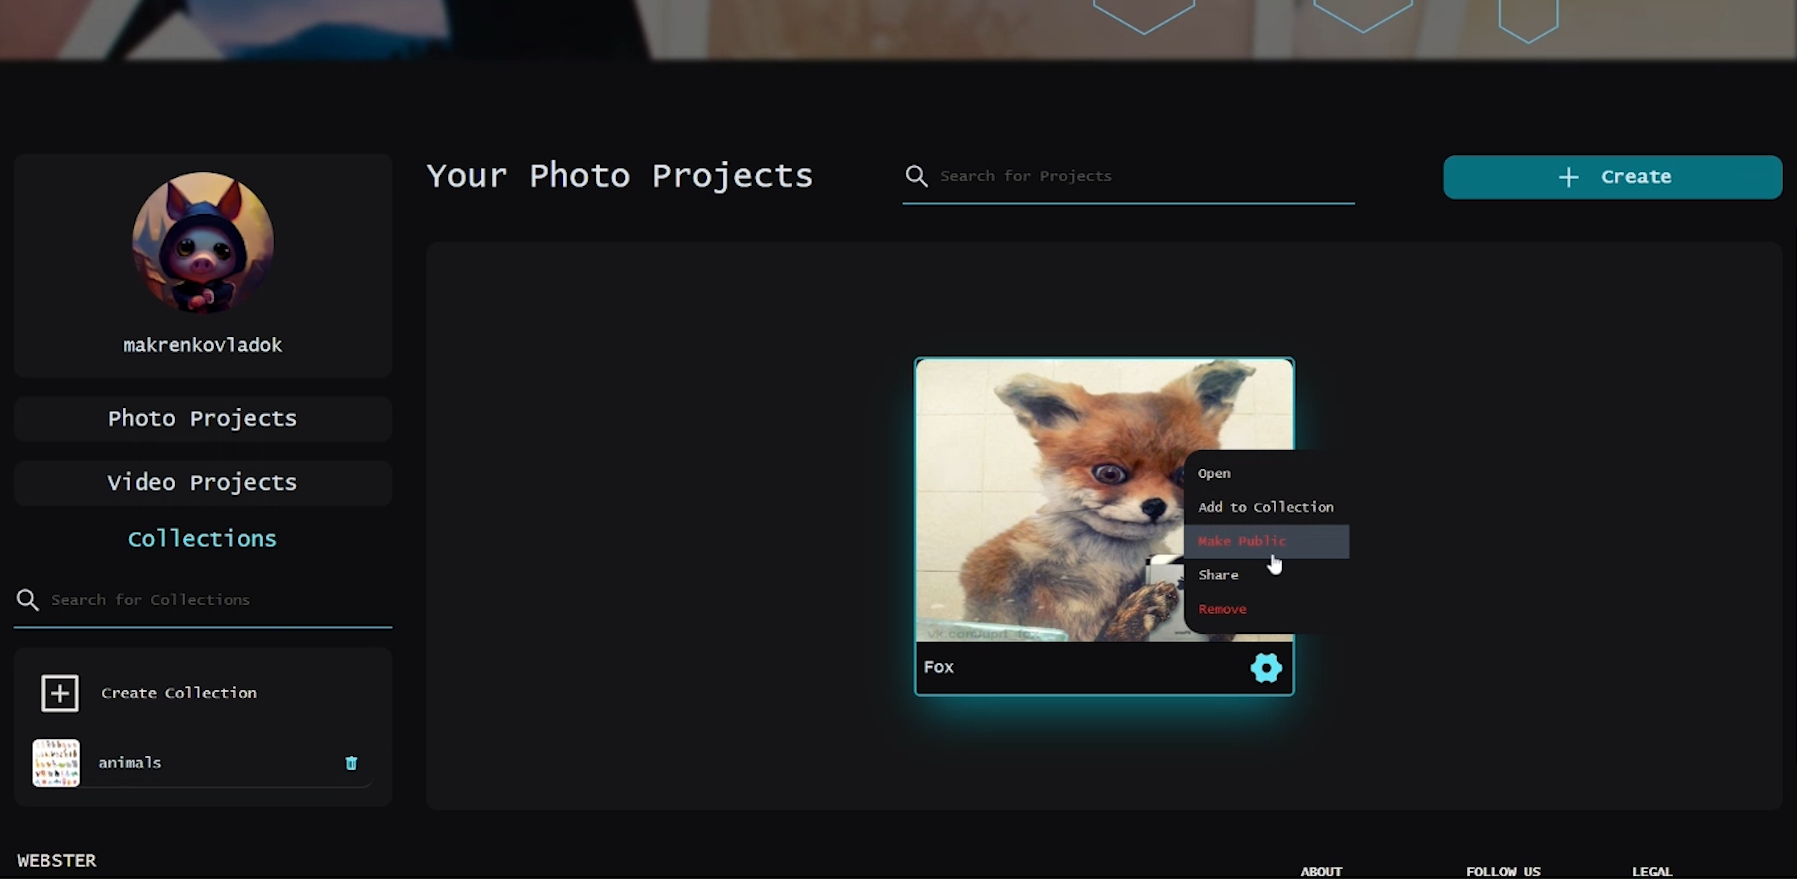 Your Photo Projects
Search for Projects
+ Create
makrenkovladok
Photo Projects
Video Projects
Collections
Search for Collections
Create Collection
animals
Open
Add to Collection
Make Public
Share
Remove
Fox
WEBSTER
ABOUT
FOLLOW US
LEGAL